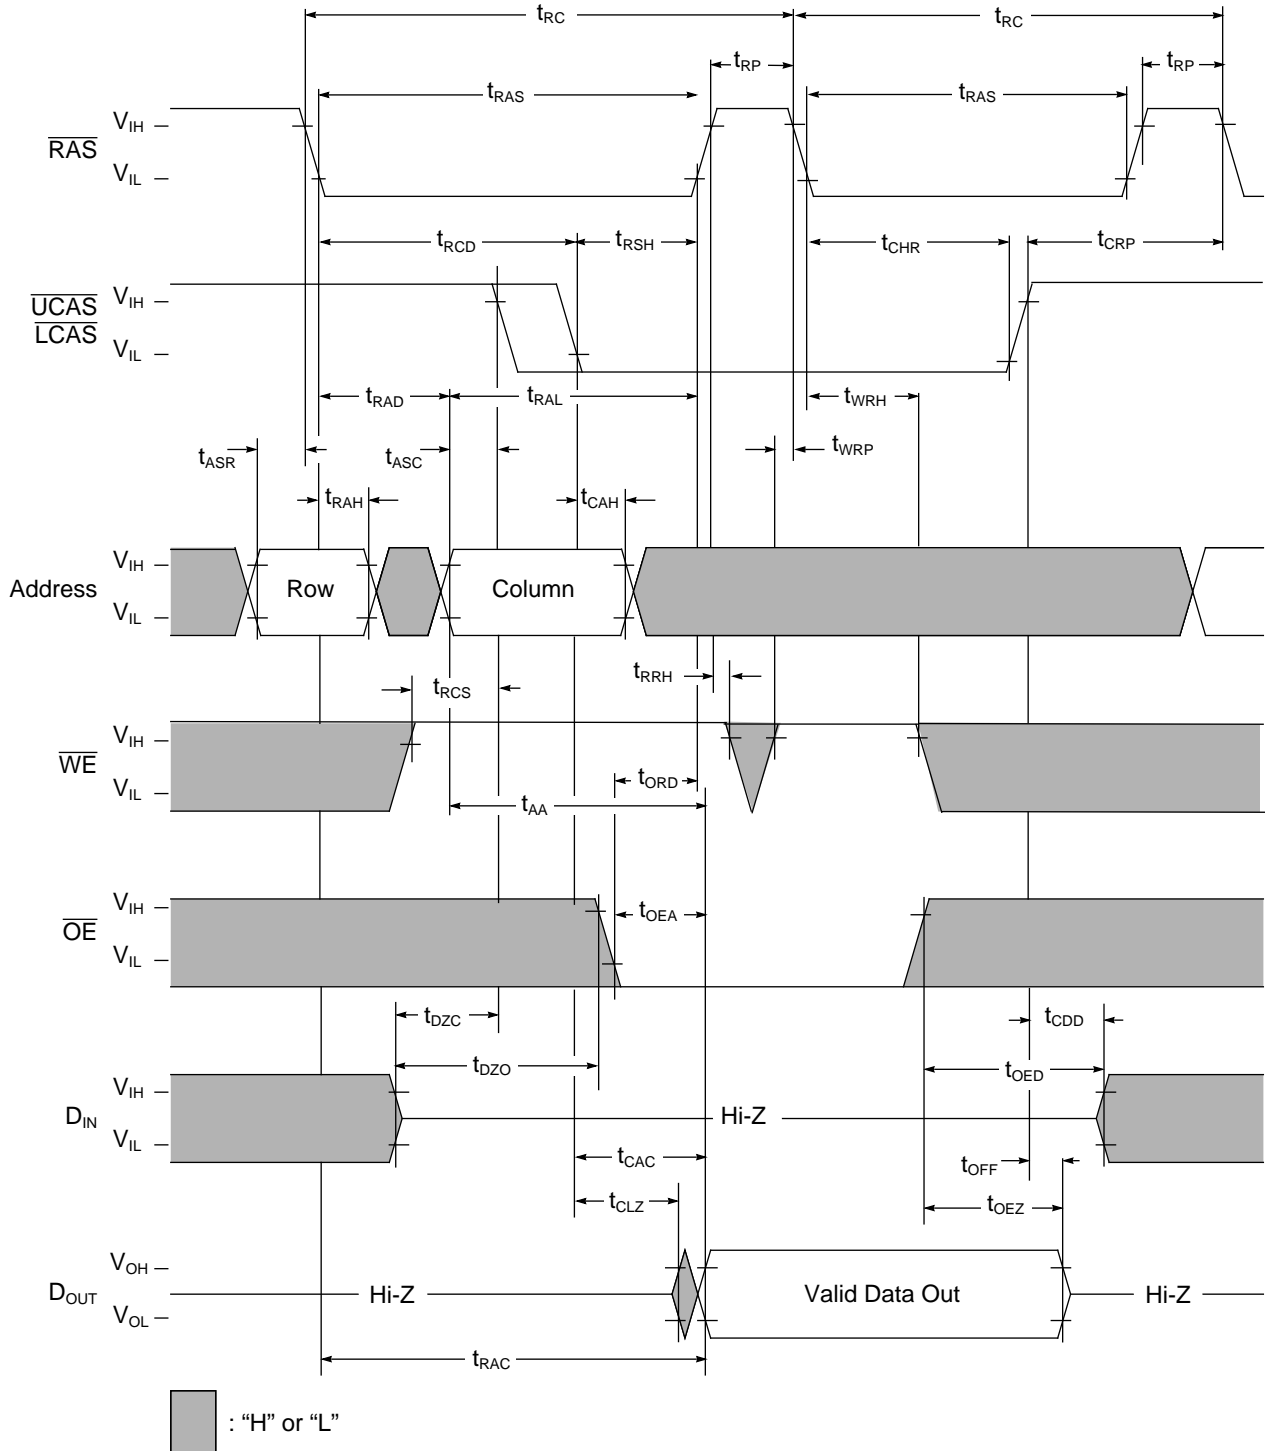 tRC
tRC
tRP
tRP
tRAS
tRAS
VIH
RAS
VIL
tRCD
tRSH
tCHR
tCRP
UCAS
VIH
LCAS
VIL
tRAD
tRAL
tWRH
tASR
tASC
tWRP
tRAH
tCAH
VIH
Address
Row
Column
VIL
tRRH
tRCS
VIH
WE
VIL
tORD
tAA
VIH
OE
tOEA
VIL
tDZC
tCDD
tDZO
tOED
VIH
DIN
Hi-Z
VIL
tCAC
tOFF
tCLZ
tOEZ
VOH
DOUT
Hi-Z
Valid Data Out
Hi-Z
VOL
tRAC
: “H” or “L”